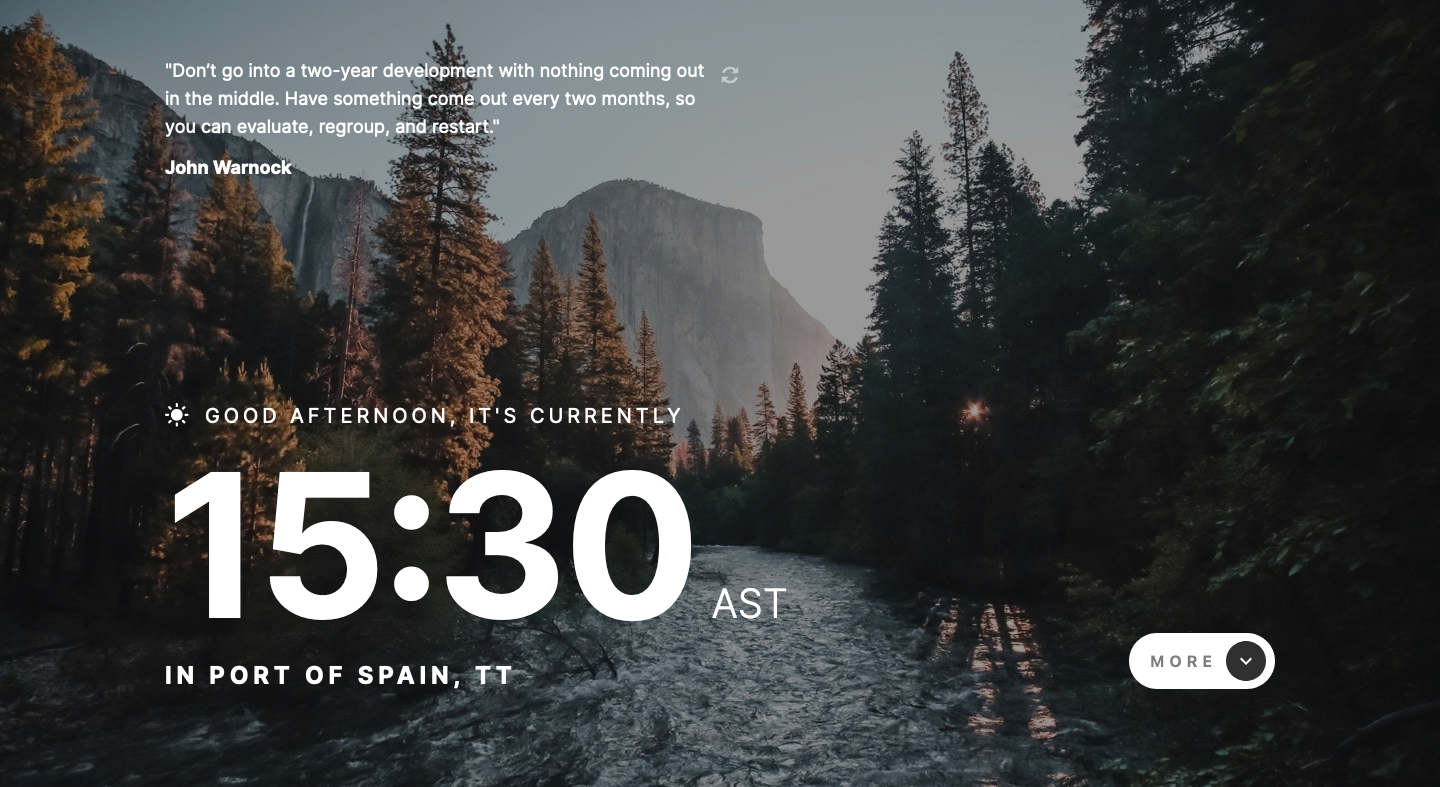 "Don’t go into a two-year development with nothing coming out
in the middle. Have something come out every two months, so
you can evaluate, regroup, and restart."
John Warnock
GOOD AFTERNOON, IT'S CURRENTLY
15:30 AST
IN PORT OF SPAIN, TT
MORE